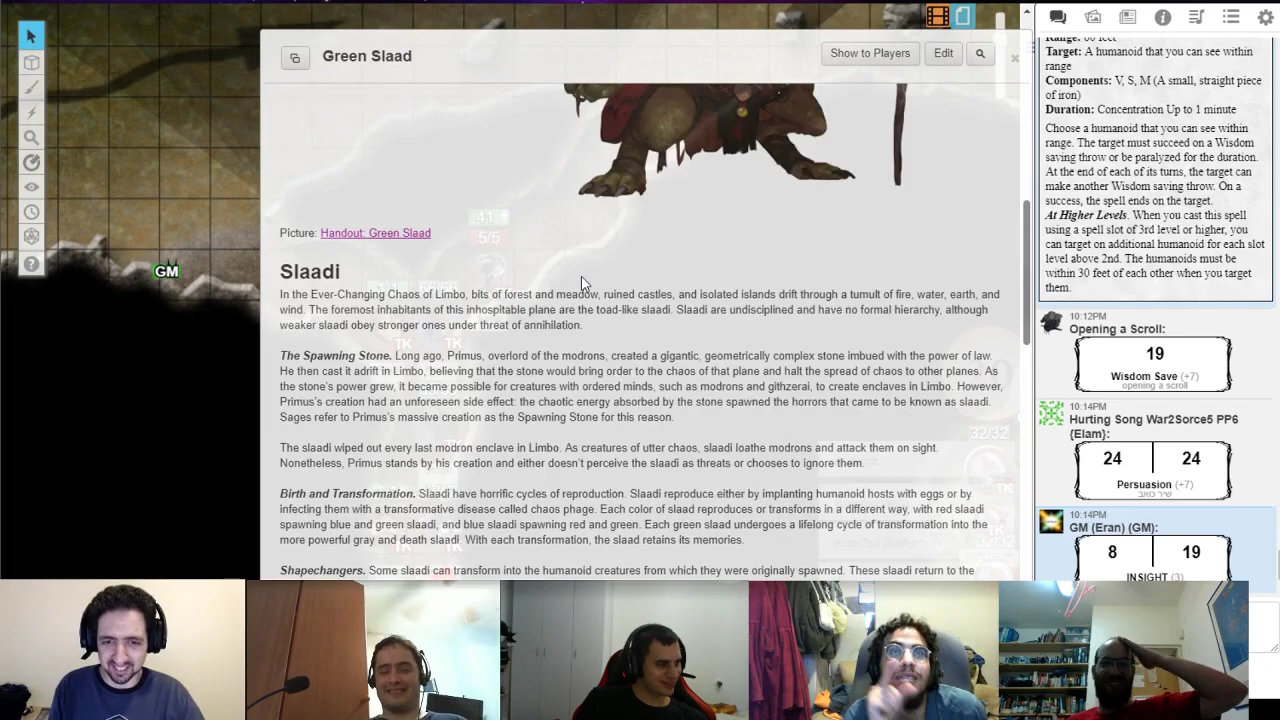 Green Slaad
Show to Players
Edit
GM
Picture: Handout: Green Slaad
Slaadi
In the Ever-Changing Chaos of Limbo, bits of forest and meadow, ruined castles, and isolated islands drift through a tumult of fire, water, earth, and
wind. The foremost inhabitants of this inhospitable plane are the toad-like slaadi. Slaadi are undisciplined and have no formal hierarchy, although
weaker slaadi obey stronger ones under threat of annihilation.
The Spawning Stone. Long ago, Primus, overlord of the modrons, created a gigantic, geometrically complex stone imbued with the power of law.
He then cast it adrift in Limbo, believing that the stone would bring order to the chaos of that plane and halt the spread of chaos to other planes. As
the stone's power grew, it became possible for creatures with ordered minds, such as modrons and githzerai, to create enclaves in Limbo. However,
Primus's creation had an unforeseen side effect: the chaotic energy absorbed by the stone spawned the horrors that came to be known as slaadi.
Sages refer to Primus's massive creation as the Spawning Stone for this reason.
The slaadi wiped out every last modron enclave in Limbo. As creatures of utter chaos, slaadi loathe modrons and attack them on sight.
Nonetheless, Primus stands by his creation and either doesn't perceive the slaadi as threats or chooses to ignore them.
Birth and Transformation. Slaadi have horrific cycles of reproduction. Slaadi reproduce either by implanting humanoid hosts with eggs or by
infecting them with a transformative disease called chaos phage. Each color of slaad reproduces or transforms in a different way, with red slaadi
spawning blue and green slaadi, and blue slaadi spawning red and green. Each green slaad undergoes a lifelong cycle of transformation into the
more powerful gray and death slaadi. With each transformation, the slaad retains its memories.
Shapechangers. Some slaadi can transform into the humanoid creatures from which they were originally spawned. These slaadi return to the
5/5
TK
TK
32/32
TK
Range: 60 feet
Target: A humanoid that you can see within
range
Components: V, S, M (A small, straight piece
of iron)
Duration: Concentration Up to 1 minute
Choose a humanoid that you can see within
range. The target must succeed on a Wisdom
saving throw or be paralyzed for the duration.
At the end of each of its turns, the target can
make another Wisdom saving throw. On a
success, the spell ends on the target.
At Higher Levels. When you cast this spell
using a spell slot of 3rd level or higher, you
can target on additional humanoid for each slot
level above 2nd. The humanoids must be
within 30 feet of each other when you target
them.
10:12PM
Opening a Scroll:
19
Wisdom Save (+7)
opening a scroll
10:14PM
Hurting Song War2Sorce5 PP6
{Elam}:
24 24
Persuasion (+7)
שיר כואב
10:14PM
GM (Eran) (GM):
8 19
INSIGHT (3)